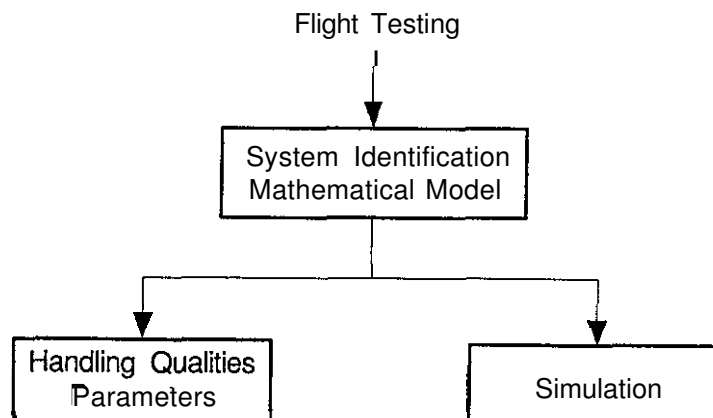 Flight Testing
System Identification
Mathematical Model
Handling Qualities
Parameters
Simulation